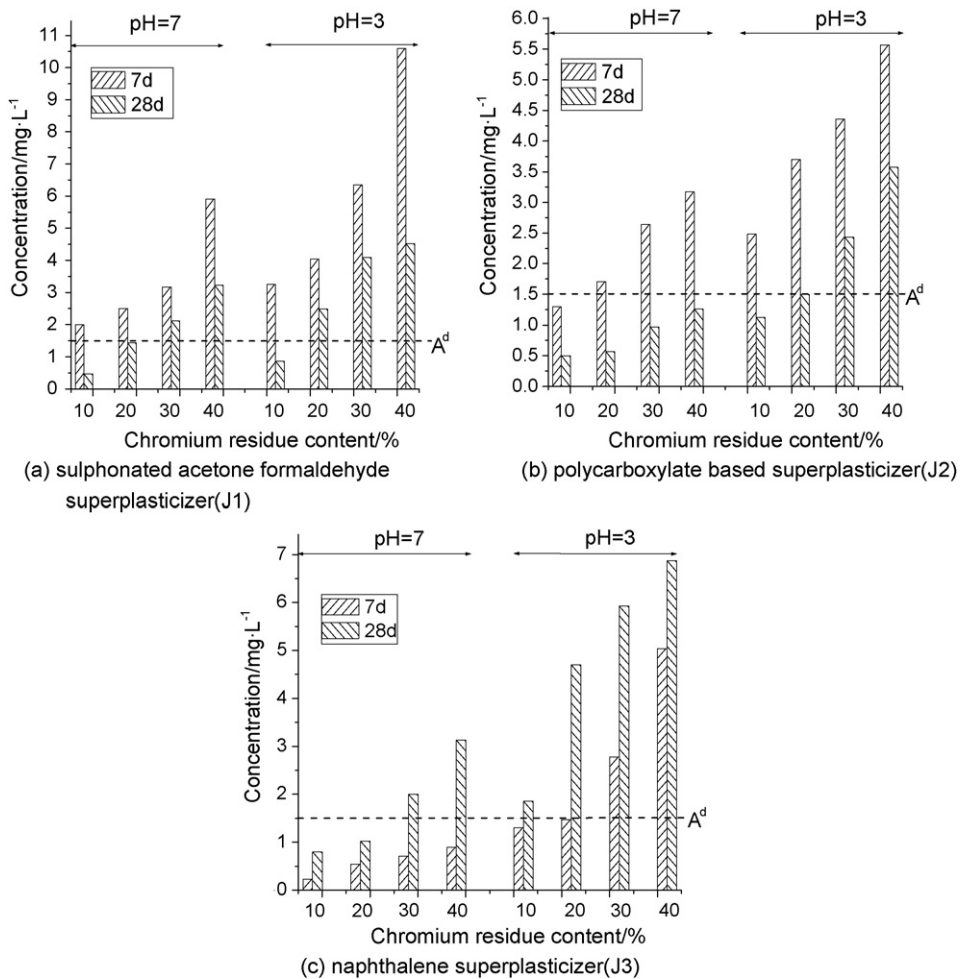 pH=7 pH=3
7d
28d
Concentration/mg·L⁻¹
11
10
9
8
7
6
5
4
3
2
1
0
Aᵈ
10 20 30 40 10 20 30 40
Chromium residue content/%
(a) sulphonated acetone formaldehyde
superplasticizer(J1)
pH=7 pH=3
7d
28d
Concentration/mg·L⁻¹
6.0
5.5
5.0
4.5
4.0
3.5
3.0
2.5
2.0
1.5
1.0
0.5
0.0
Aᵈ
10 20 30 40 10 20 30 40
Chromium residue content/%
(b) polycarboxylate based superplasticizer(J2)
pH=7 pH=3
7d
28d
Concentration/mg·L⁻¹
7
6
5
4
3
2
1
0
Aᵈ
10 20 30 40 10 20 30 40
Chromium residue content/%
(c) naphthalene superplasticizer(J3)